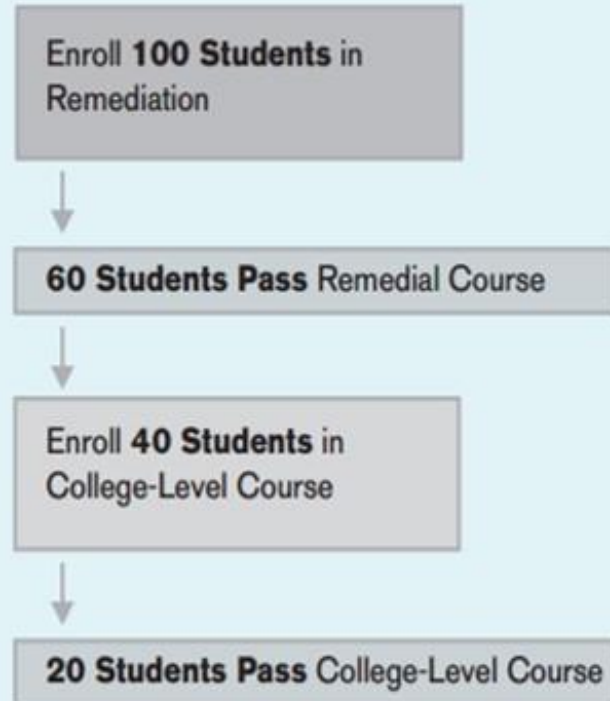 Enroll 100 Students in
Remediation
60 Students Pass Remedial Course
Enroll 40 Students in
College-Level Course
20 Students Pass College-Level Course